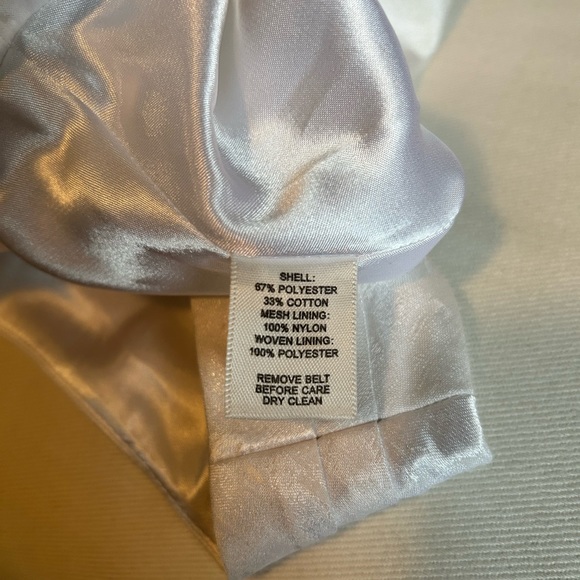 SHELL:
67% POLYESTER
33% COTTON
MESH LINING:
100% NYLON
WOVEN LINING:
100% POLYESTER
REMOVE BELT
BEFORE CARE
DRY CLEAN